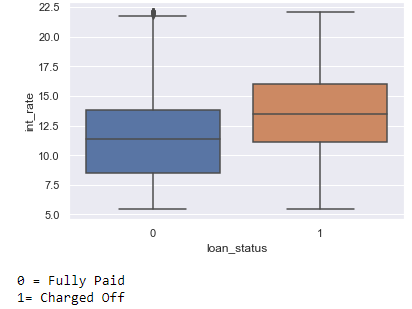 22.5
20.0
17.5
15.0
12.5
10.0
7.5
5.0
int_rate
0 1
loan_status
0 = Fully Paid
1= Charged Off